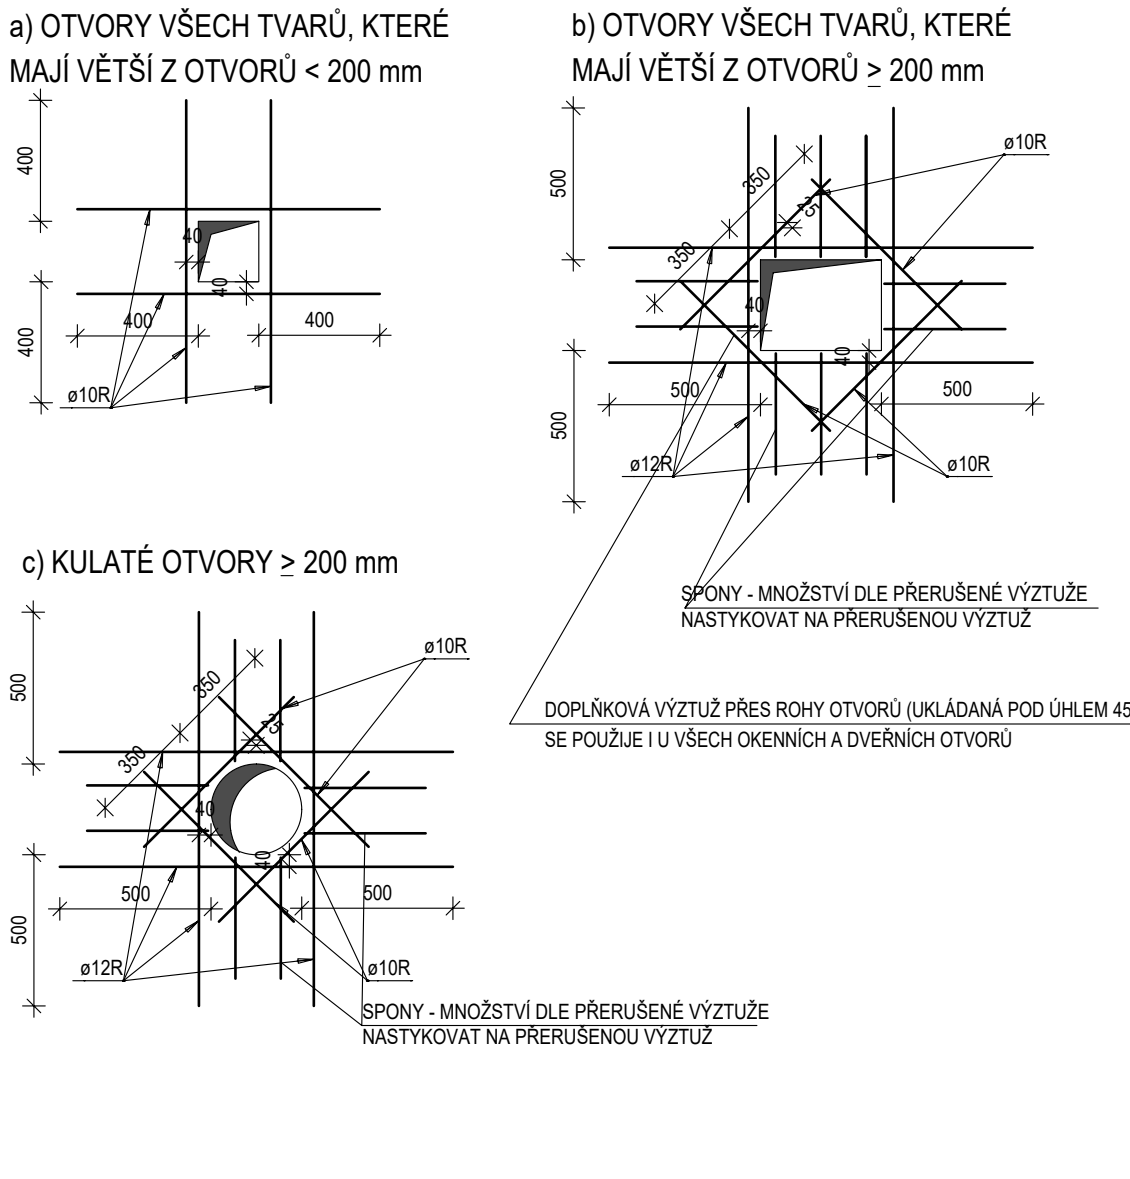 a) OTVORY VŠECH TVARŮ, KTERÉ
MAJÍ VĚTŠÍ Z OTVORŮ < 200 mm
400
400
40
40
400
400
ø10R
b) OTVORY VŠECH TVARŮ, KTERÉ
MAJÍ VĚTŠÍ Z OTVORŮ ≥ 200 mm
500
500
350
350
25
40
40
500
500
ø10R
ø12R
ø10R
SPONY - MNOŽSTVÍ DLE PŘERUŠENÉ VÝZTUŽE
NASTYKOVAT NA PŘERUŠENOU VÝZTUŽ
DOPLŇKOVÁ VÝZTUŽ PŘES ROHY OTVORŮ (UKLÁDANÁ POD ÚHLEM 45
SE POUŽIJE I U VŠECH OKENNÍCH A DVEŘNÍCH OTVORŮ
c) KULATÉ OTVORY ≥ 200 mm
500
500
350
350
25
40
40
500
500
ø10R
ø12R
ø10R
SPONY - MNOŽSTVÍ DLE PŘERUŠENÉ VÝZTUŽE
NASTYKOVAT NA PŘERUŠENOU VÝZTUŽ